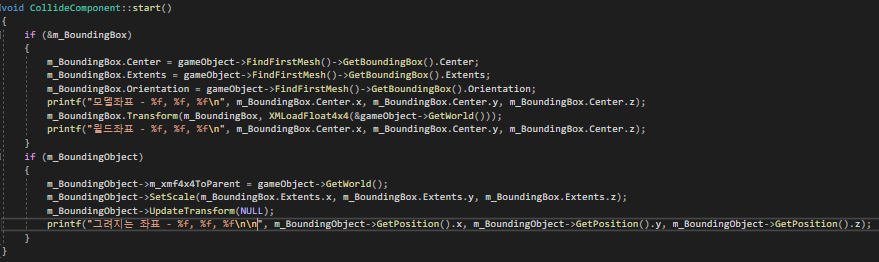 void CollideComponent::start()
{
if (&m_BoundingBox)
{
m_BoundingBox.Center = gameObject->FindFirstMesh()->GetBoundingBox().Center;
m_BoundingBox.Extents = gameObject->FindFirstMesh()->GetBoundingBox().Extents;
m_BoundingBox.Orientation = gameObject->FindFirstMesh()->GetBoundingBox().Orientation;
printf("모델좌표 - %f, %f, %f\n", m_BoundingBox.Center.x, m_BoundingBox.Center.y, m_BoundingBox.Center.z);
m_BoundingBox.Transform(m_BoundingBox, XMLoadFloat4x4(&gameObject->GetWorld()));
printf("월드좌표 - %f, %f, %f\n", m_BoundingBox.Center.x, m_BoundingBox.Center.y, m_BoundingBox.Center.z);
}
if (m_BoundingObject)
{
m_BoundingObject->m_xmf4x4ToParent = gameObject->GetWorld();
m_BoundingObject->SetScale(m_BoundingBox.Extents.x, m_BoundingBox.Extents.y, m_BoundingBox.Extents.z);
m_BoundingObject->UpdateTransform(NULL);
printf("그려지는 좌표 - %f, %f, %f\n\n", m_BoundingObject->GetPosition().x, m_BoundingObject->GetPosition().y, m_BoundingObject->GetPosition().z);
}
}